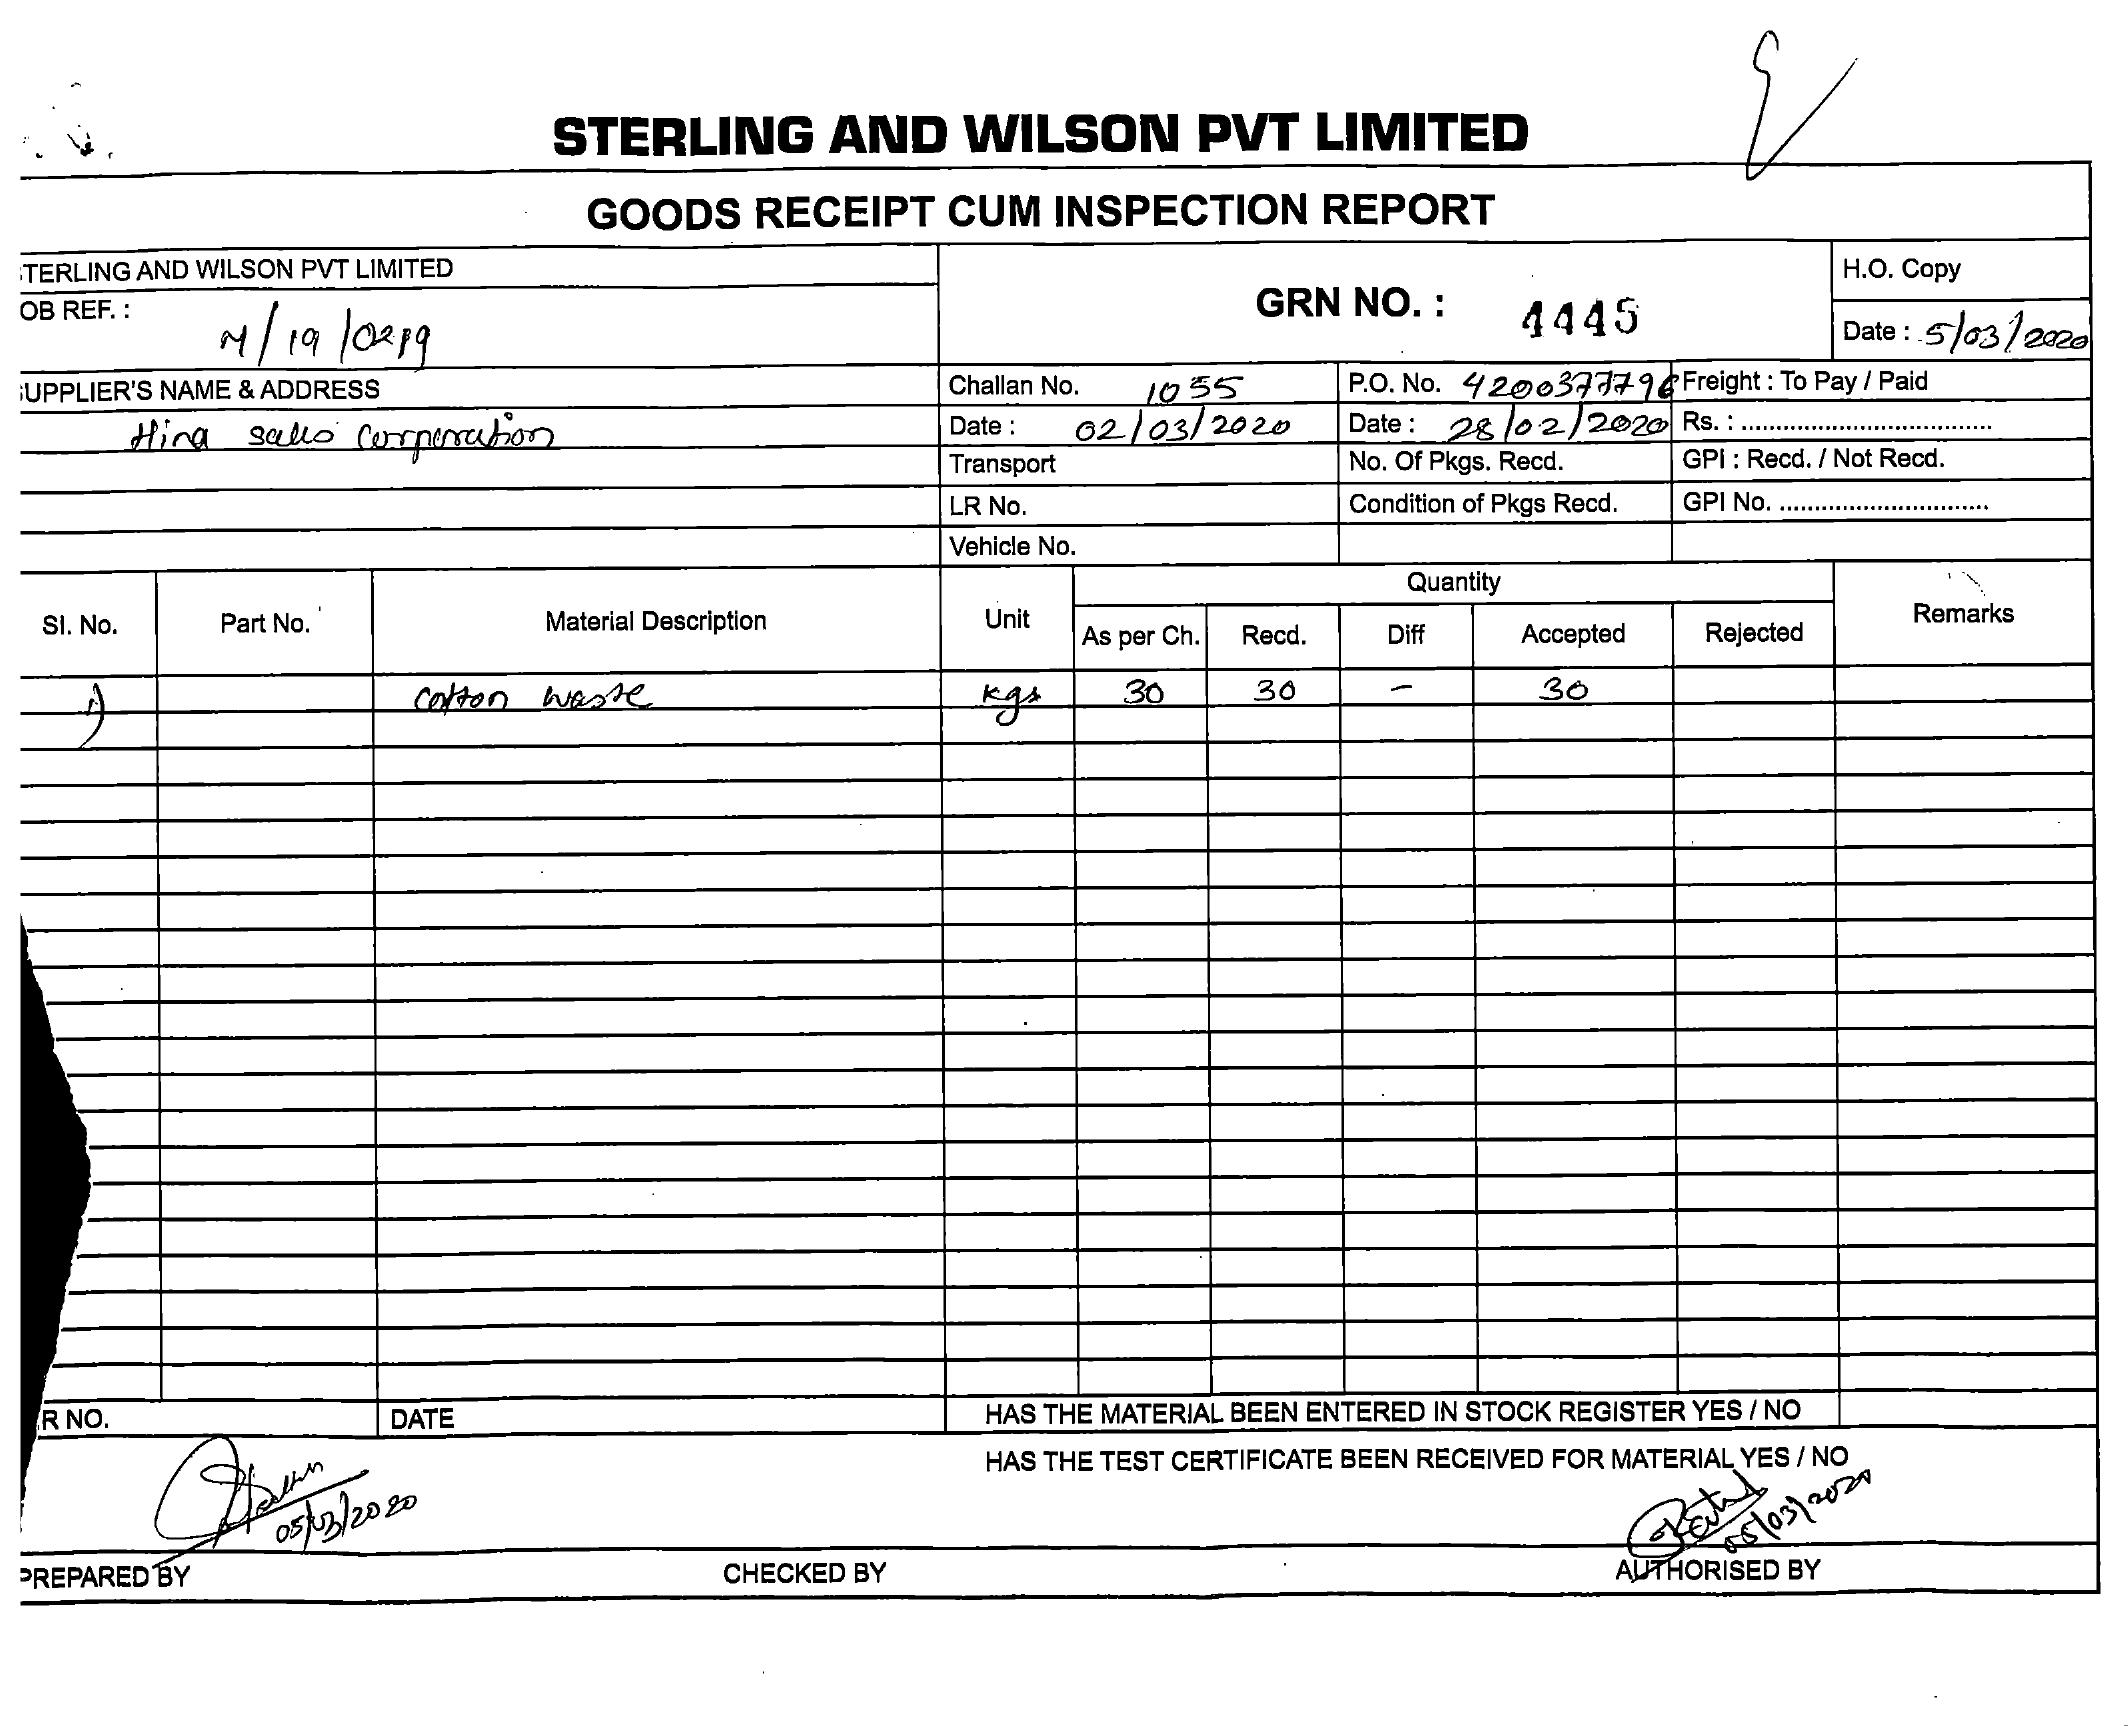 STERLING AND WILSON PVT LIMITED
GOODS RECEIPT CUM INSPECTION REPORT
TERLING AND WILSON PVT LIMITED
OB REF. : M/19/0219
GRN NO. : 4445
H.O. Copy
Date : 5/03/2020
UPPLIER'S NAME & ADDRESS
Hira Sales Corporation
Challan No. 1055 P.O. No. 4200377796 Freight : To Pay / Paid
Date : 02/03/2020 Date : 28/02/2020 Rs. : ....................................
Transport No. Of Pkgs. Recd. GPI : Recd. / Not Recd.
LR No. Condition of Pkgs Recd. GPI No. ..............................
Vehicle No.
Sl. No. Part No. Material Description Unit Quantity Remarks
As per Ch. Recd. Diff Accepted Rejected
1) cotton waste kgs 30 30 - 30
R NO. DATE HAS THE MATERIAL BEEN ENTERED IN STOCK REGISTER YES / NO
HAS THE TEST CERTIFICATE BEEN RECEIVED FOR MATERIAL YES / NO
05/03/2020 05/03/2020
PREPARED BY CHECKED BY AUTHORISED BY